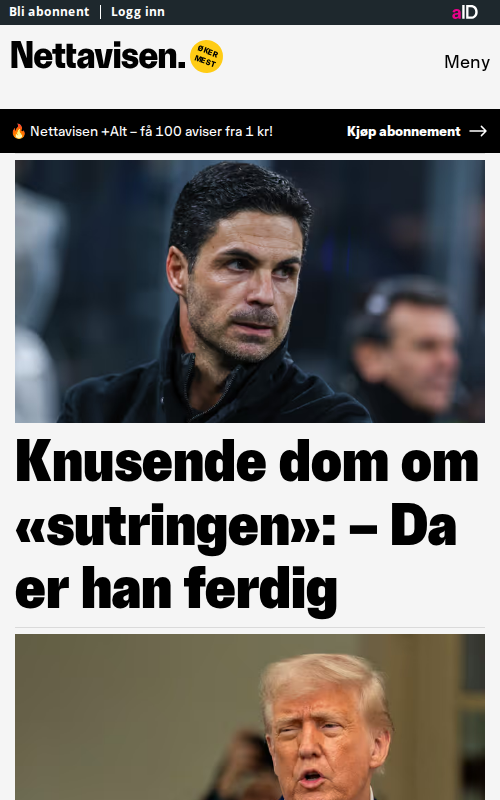 Bli abonnent
Logg inn
aID
Nettavisen.
ØKER
MEST
Meny
🔥 Nettavisen +Alt – få 100 aviser fra 1 kr!
Kjøp abonnement →
Knusende dom om
«sutringen»: – Da
er han ferdig